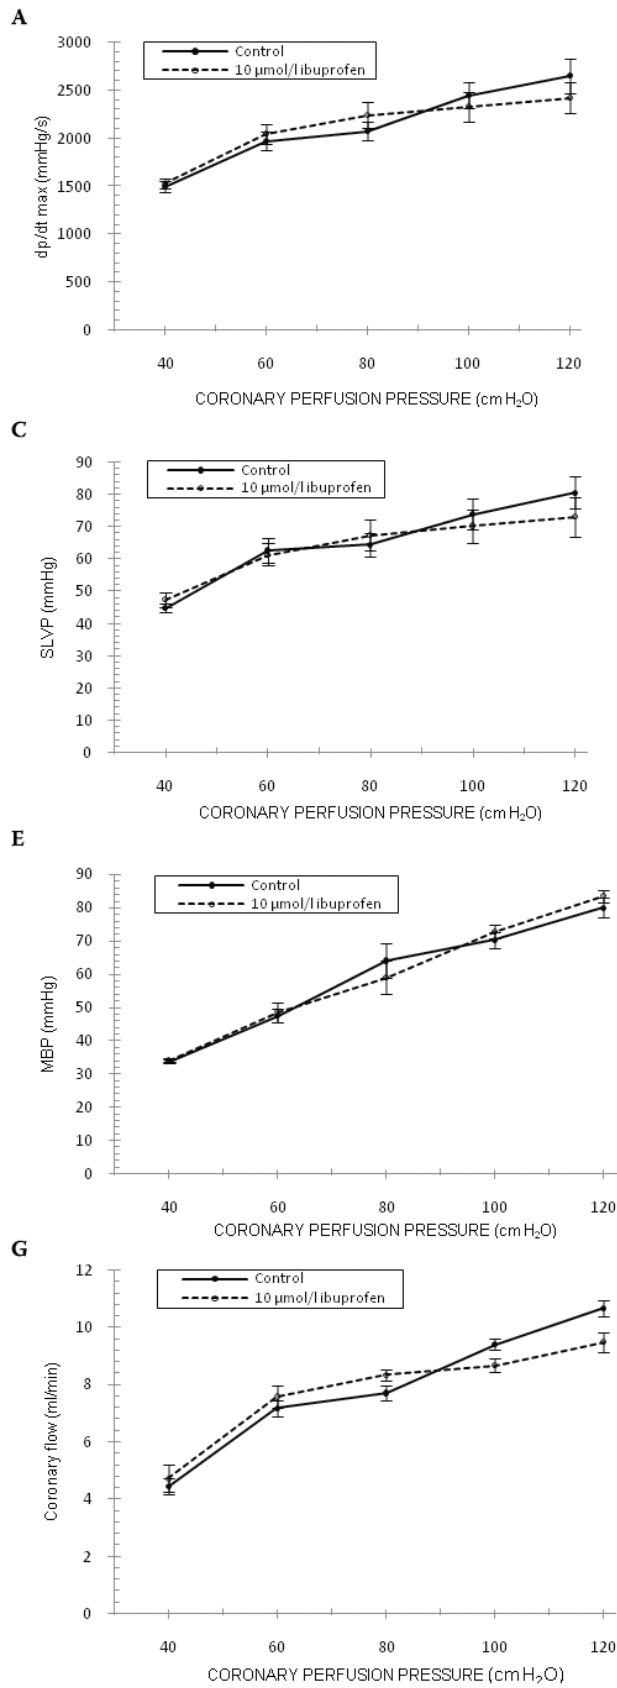 A
3000
2500
2000
1500
1000
500
0
dp/dt max (mmHg/s)
Control
10 µmol/l ibuprofen
40 60 80 100 120
CORONARY PERFUSION PRESSURE (cm H₂O)
C
90
80
70
60
50
40
30
20
10
0
SLVP (mmHg)
Control
10 µmol/l ibuprofen
40 60 80 100 120
CORONARY PERFUSION PRESSURE (cm H₂O)
E
90
80
70
60
50
40
30
20
10
0
MBP (mmHg)
Control
10 µmol/l ibuprofen
40 60 80 100 120
CORONARY PERFUSION PRESSURE (cm H₂O)
G
12
10
8
6
4
2
0
Coronary flow (ml/min)
Control
10 µmol/l ibuprofen
40 60 80 100 120
CORONARY PERFUSION PRESSURE (cm H₂O)